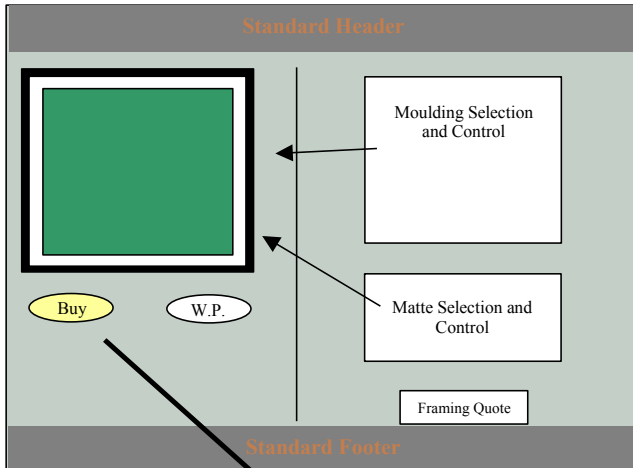 Standard Header
Moulding Selection
and Control
Buy
W.P.
Matte Selection and
Control
Framing Quote
Standard Footer